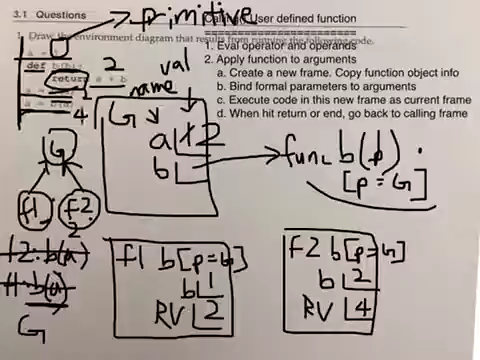 3.1 Questions
primitive
Calling User defined function
1. Draw the environment diagram that results from running the following code.
1. Eval operator and operands
2. Apply function to arguments
a. Create a new frame. Copy function object info
b. Bind formal parameters to arguments
c. Execute code in this new frame as current frame
d. When hit return or end, go back to calling frame
def b(b):
return a + b
2
4
name val
G
a 1 2
b
func b(p)
[p=G]
G
f1 f2
2
f2: b(a)
f1: b(a)
G
f1 b[p=G]
b 1
RV 2
f2 b[p=G]
b 2
RV 4